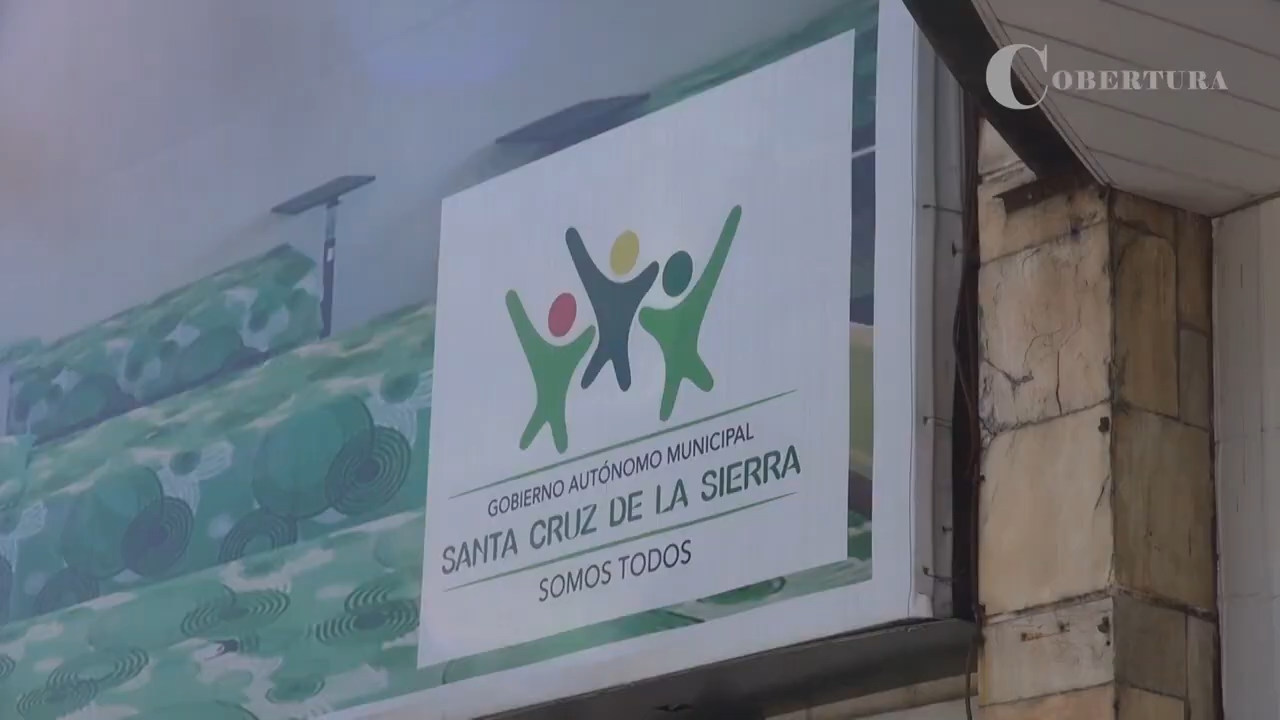 COBERTURA
GOBIERNO AUTÓNOMO MUNICIPAL
SANTA CRUZ DE LA SIERRA
SOMOS TODOS